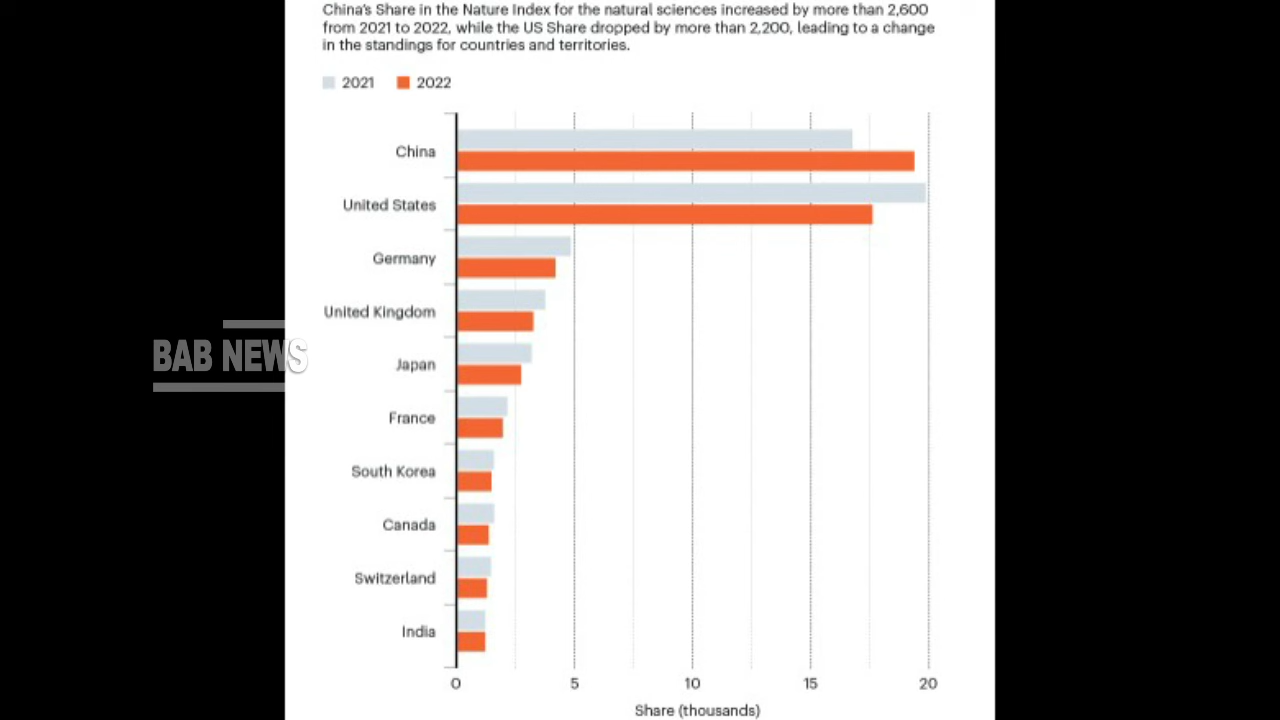 China's Share in the Nature Index for the natural sciences increased by more than 2,600
from 2021 to 2022, while the US Share dropped by more than 2,200, leading to a change
in the standings for countries and territories.
2021 2022
China
United States
Germany
United Kingdom
BAB NEWS
Japan
France
South Korea
Canada
Switzerland
India
0 5 10 15 20
Share (thousands)